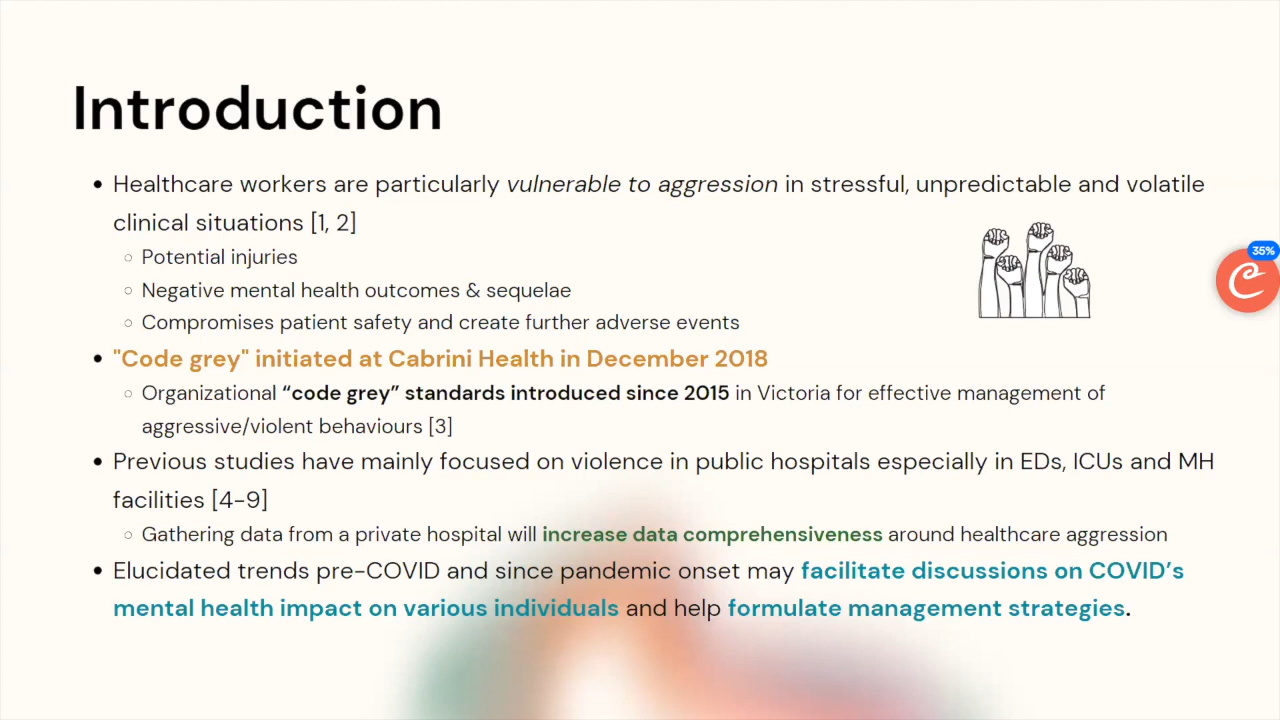 Introduction
• Healthcare workers are particularly vulnerable to aggression in stressful, unpredictable and volatile
clinical situations [1, 2]
◦ Potential injuries
◦ Negative mental health outcomes & sequelae
◦ Compromises patient safety and create further adverse events
35%
• "Code grey" initiated at Cabrini Health in December 2018
◦ Organizational “code grey” standards introduced since 2015 in Victoria for effective management of
aggressive/violent behaviours [3]
• Previous studies have mainly focused on violence in public hospitals especially in EDs, ICUs and MH
facilities [4-9]
◦ Gathering data from a private hospital will increase data comprehensiveness around healthcare aggression
• Elucidated trends pre-COVID and since pandemic onset may facilitate discussions on COVID’s
mental health impact on various individuals and help formulate management strategies.